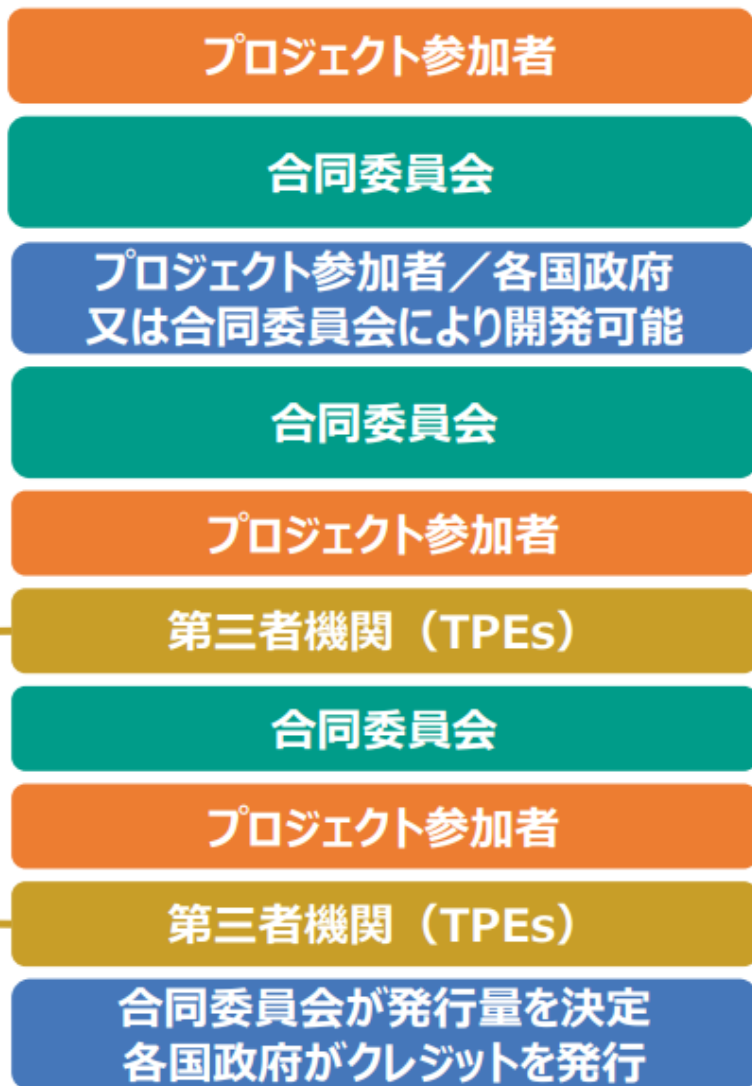 プロジェクト参加者
合同委員会
プロジェクト参加者／各国政府
又は合同委員会により開発可能
合同委員会
プロジェクト参加者
第三者機関（TPEs）
合同委員会
プロジェクト参加者
第三者機関（TPEs）
合同委員会が発行量を決定
各国政府がクレジットを発行